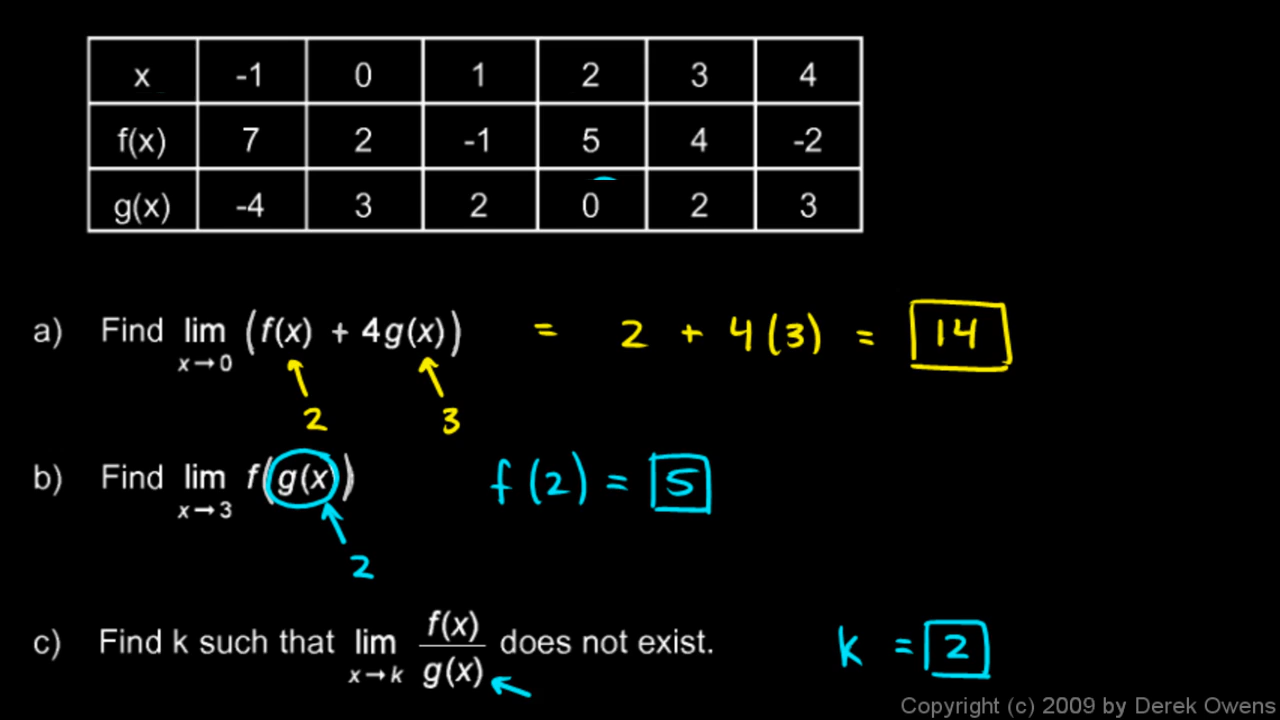 x -1 0 1 2 3 4
f(x) 7 2 -1 5 4 -2
g(x) -4 3 2 0 2 3
a) Find lim (f(x) + 4g(x)) = 2 + 4(3) = 14
x→0
2 3
b) Find lim f(g(x)) f(2) = 5
x→3
2
c) Find k such that lim f(x)/g(x) does not exist. k = 2
x→k
Copyright (c) 2009 by Derek Owens